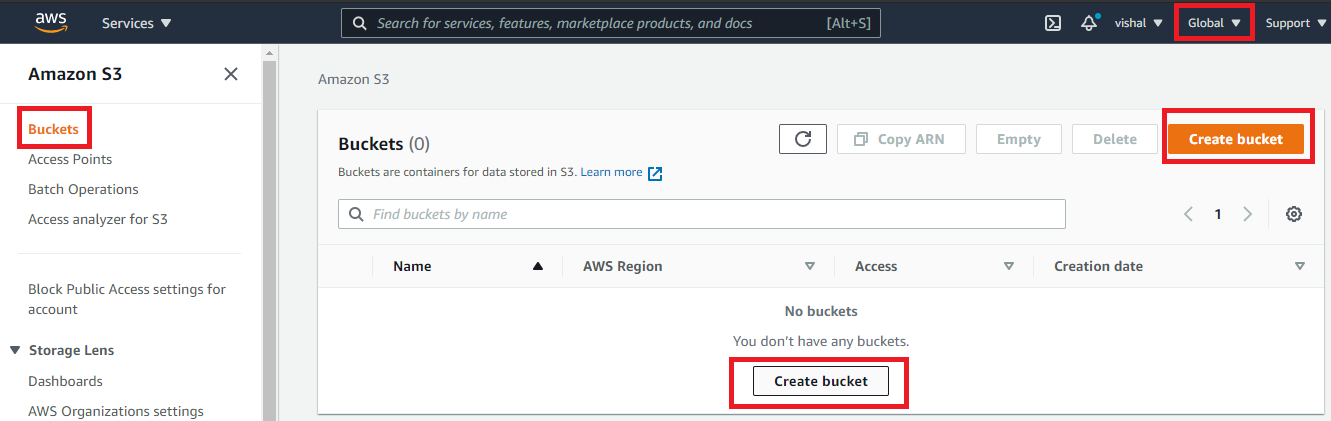 aws Services Search for services, features, marketplace products, and docs [Alt+S] vishal Global Support
Amazon S3
Buckets
Access Points
Batch Operations
Access analyzer for S3
Block Public Access settings for
account
Storage Lens
Dashboards
AWS Organizations settings
Amazon S3
Buckets (0) Copy ARN Empty Delete Create bucket
Buckets are containers for data stored in S3. Learn more
Find buckets by name 1
Name AWS Region Access Creation date
No buckets
You don't have any buckets.
Create bucket